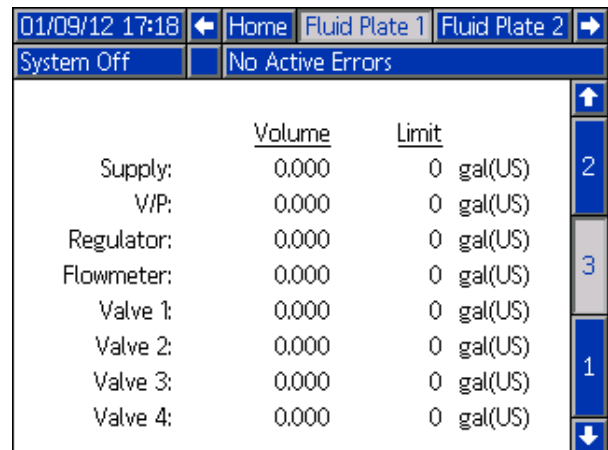 01/09/12 17:18 Home Fluid Plate 1 Fluid Plate 2
System Off No Active Errors
Volume Limit
Supply: 0.000 0 gal(US)
2
V/P: 0.000 0 gal(US)
Regulator: 0.000 0 gal(US)
Flowmeter: 0.000 0 gal(US)
3
Valve 1: 0.000 0 gal(US)
Valve 2: 0.000 0 gal(US)
Valve 3: 0.000 0 gal(US)
1
Valve 4: 0.000 0 gal(US)